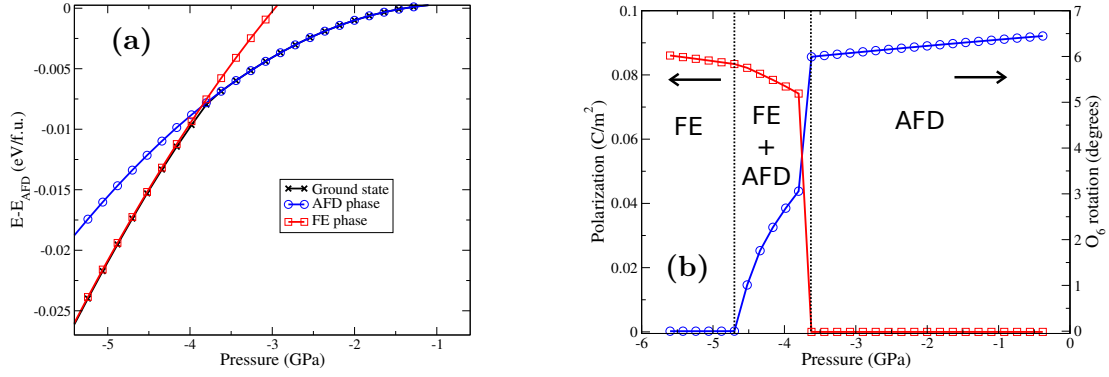 (a)
0
-0.005
-0.01
-0.015
-0.02
-0.025
E-E_AFD (eV/f.u.)
Ground state
AFD phase
FE phase
-5
-4
-3
-2
-1
Pressure (GPa)
0.1
0.08
0.06
0.04
0.02
0
Polarization (C/m²)
FE
FE
+
AFD
AFD
(b)
7
6
5
4
3
2
1
0
O₆ rotation (degrees)
-6
-5
-4
-3
-2
-1
0
Pressure (GPa)